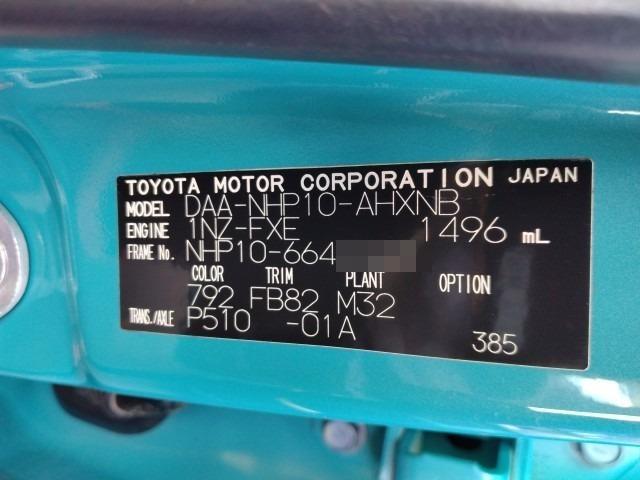 TOYOTA MOTOR CORPORATION JAPAN
MODEL DAA-NHP10-AHXNB
ENGINE 1NZ-FXE 1496 mL
FRAME No. NHP10-664
COLOR TRIM PLANT OPTION
792 FB82 M32
TRANS./AXLE P510 -01A
385